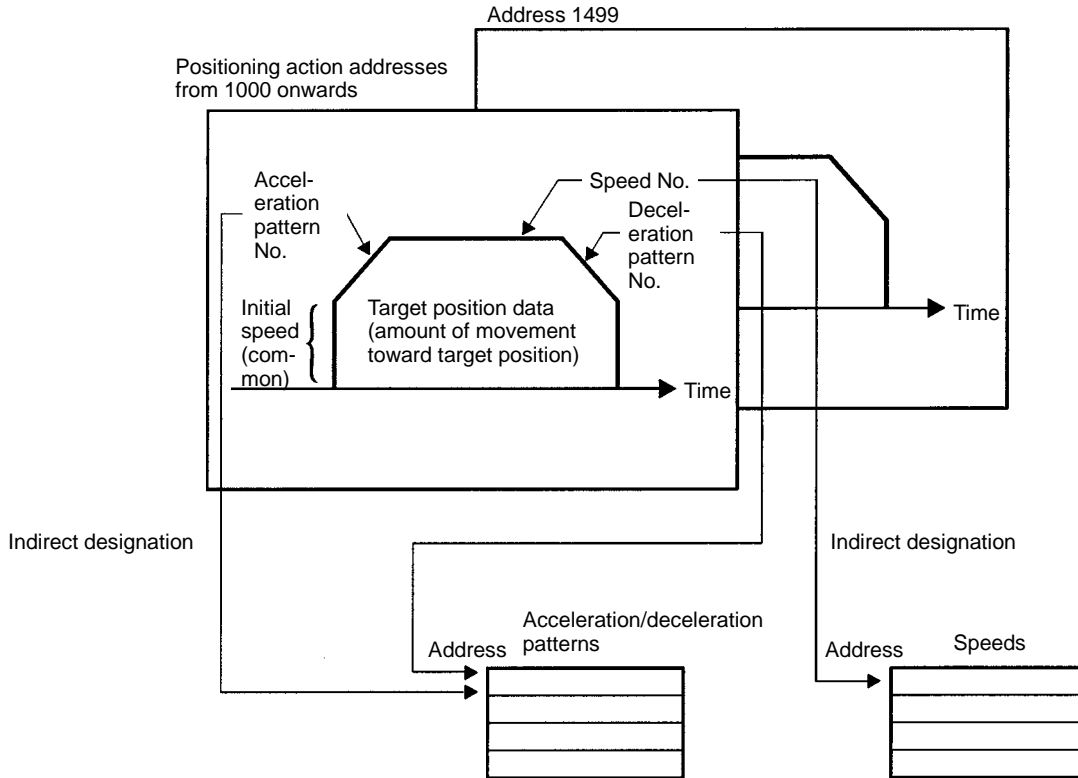 Address 1499
Positioning action addresses
from 1000 onwards
Accel-
eration
pattern
No.
Speed No.
Decel-
eration
pattern
No.
Initial
speed
(com-
mon)
Target position data
(amount of movement
toward target position)
Time
Time
Indirect designation
Indirect designation
Acceleration/deceleration
patterns
Address
Address
Speeds